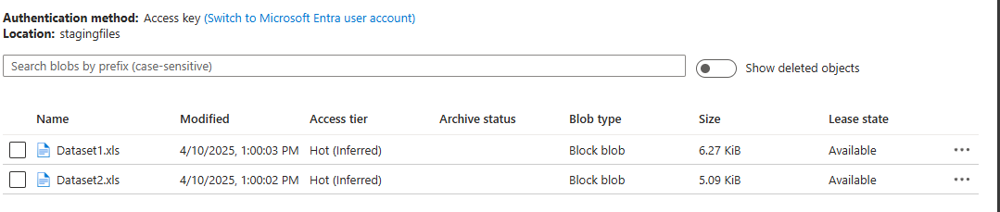 Authentication method: Access key (Switch to Microsoft Entra user account)
Location: stagingfiles
Search blobs by prefix (case-sensitive) Show deleted objects
Name Modified Access tier Archive status Blob type Size Lease state
Dataset1.xls 4/10/2025, 1:00:03 PM Hot (Inferred) Block blob 6.27 KiB Available
Dataset2.xls 4/10/2025, 1:00:02 PM Hot (Inferred) Block blob 5.09 KiB Available